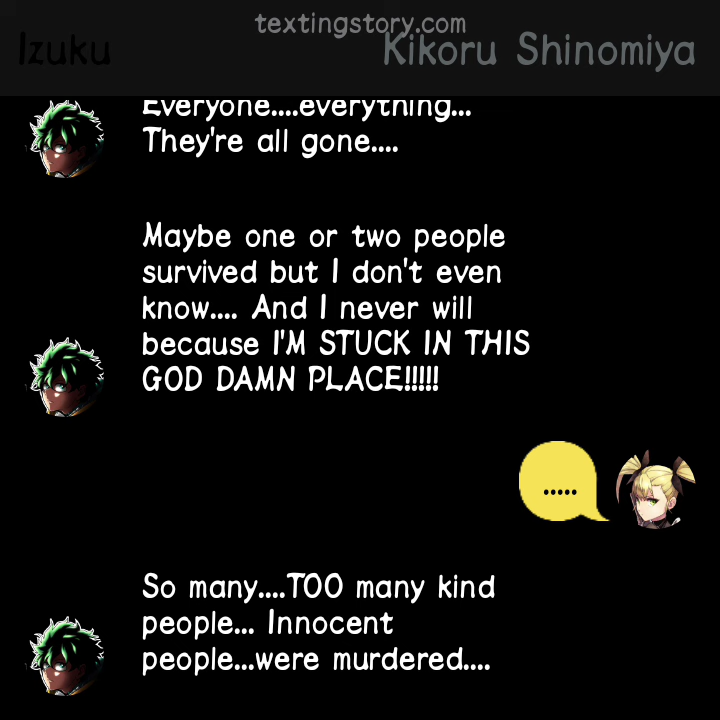 textingstory.com
Izuku
Kikoru Shinomiya
Everyone....everything...
They're all gone....
Maybe one or two people
survived but I don't even
know.... And I never will
because I'M STUCK IN THIS
GOD DAMN PLACE!!!!!
.....
So many....TOO many kind
people... Innocent
people...were murdered....